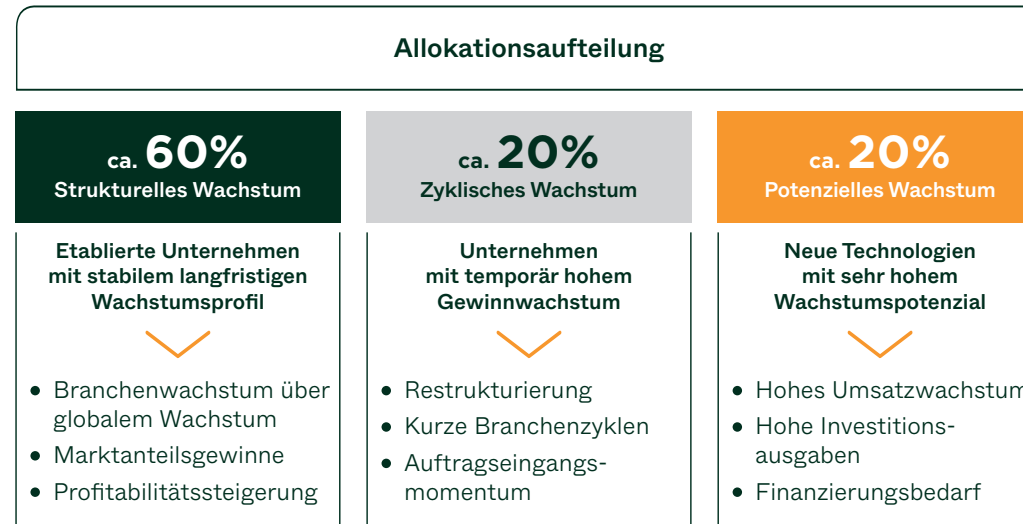 Allokationsaufteilung
ca. 60%
Strukturelles Wachstum
Etablierte Unternehmen
mit stabilem langfristigen
Wachstumsprofil
• Branchenwachstum über
globalem Wachstum
• Marktanteilsgewinne
• Profitabilitätssteigerung
ca. 20%
Zyklisches Wachstum
Unternehmen
mit temporär hohem
Gewinnwachstum
• Restrukturierung
• Kurze Branchenzyklen
• Auftragseingangs-
momentum
ca. 20%
Potenzielles Wachstum
Neue Technologien
mit sehr hohem
Wachstumspotenzial
• Hohes Umsatzwachstum
• Hohe Investitions-
ausgaben
• Finanzierungsbedarf